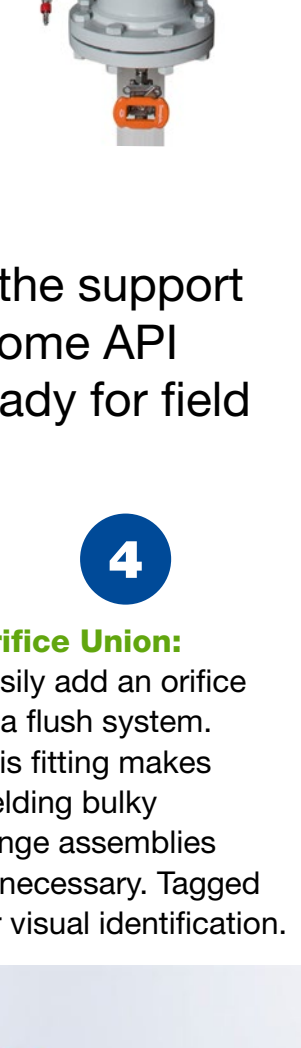 the support
ome API
ady for field
4
rifice Union:
sily add an orifice
a flush system.
is fitting makes
elding bulky
nge assemblies
necessary. Tagged
r visual identification.